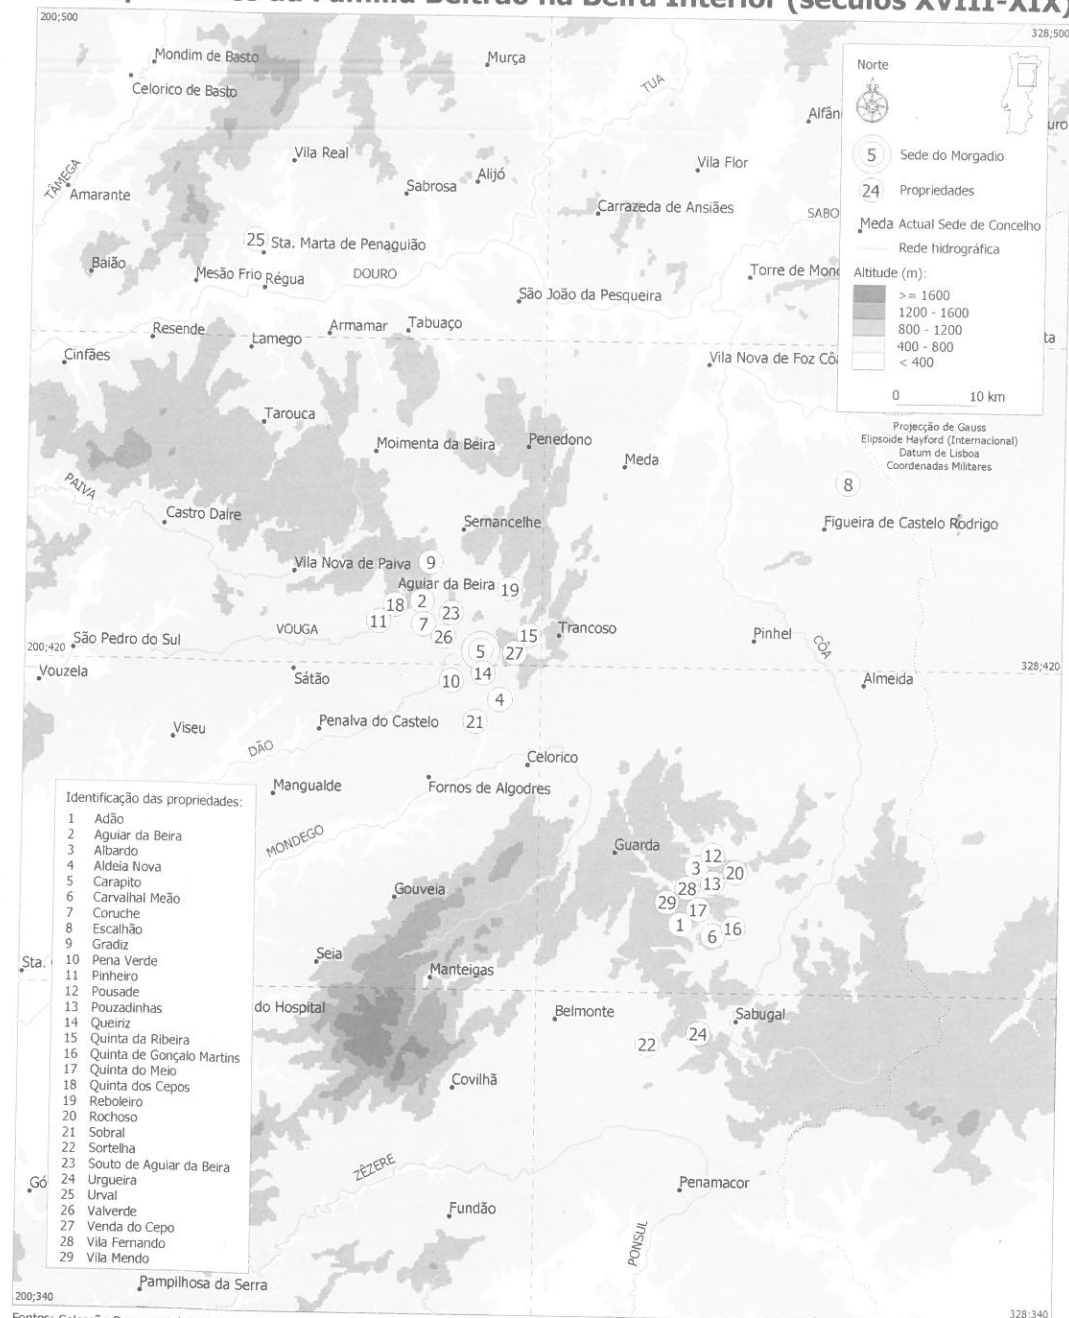 da Família Beltrão na Beira Interior (séculos XVIII-XIX)
200;500
328;500
Mondim de Basto
Celorico de Basto
Murça
TUA
TÂMEGA
Amarante
Vila Real
Sabrosa
Alijó
Vila Flor
Carrazeda de Ansiães
SABO
25
Sta. Marta de Penaguião
Baião
Mesão Frio
Régua
DOURO
São João da Pesqueira
Resende
Lamego
Armamar
Tabuaço
Cinfães
Vila Nova de Foz
Tarouca
Moimenta da Beira
Penedono
Meda
PAIVA
Castro Daire
Sernancelhe
8
Figueira de Castelo Rodrigo
Vila Nova de Paiva
9
Aguiar da Beira
19
18
2
23
11
7
26
15
Trancoso
VOUGA
São Pedro do Sul
200;420
5
27
Pinhel
CÔA
328;420
Vouzela
Sátão
10
14
4
21
Almeida
Viseu
Penalva do Castelo
DÃO
Celorico
Mangualde
Fornos de Algodres
MONDEGO
Guarda
12
3
20
13
28
29
17
1
6
16
Gouveia
Seia
Manteigas
Sta.
do Hospital
Belmonte
Sabugal
22
24
Covilhã
ZÊZERE
Gó
Fundão
Penamacor
PONSUL
Pampilhosa da Serra
200;340
328;340
Norte
5 Sede do Morgadio
24 Propriedades
Meda Actual Sede de Concelho
Rede hidrográfica
Altitude (m):
>= 1600
1200 - 1600
800 - 1200
400 - 800
< 400
0 10 km
Projecção de Gauss
Elipsoide Hayford (Internacional)
Datum de Lisboa
Coordenadas Militares
Identificação das propriedades:
1 Adão
2 Aguiar da Beira
3 Albardo
4 Aldeia Nova
5 Carapito
6 Carvalhal Meão
7 Coruche
8 Escalhão
9 Gradiz
10 Pena Verde
11 Pinheiro
12 Pousade
13 Pouzadinhas
14 Queiriz
15 Quinta da Ribeira
16 Quinta de Gonçalo Martins
17 Quinta do Meio
18 Quinta dos Cepos
19 Reboleiro
20 Rochoso
21 Sobral
22 Sortelha
23 Souto de Aguiar da Beira
24 Urgueira
25 Urval
26 Valverde
27 Venda do Cepo
28 Vila Fernando
29 Vila Mendo